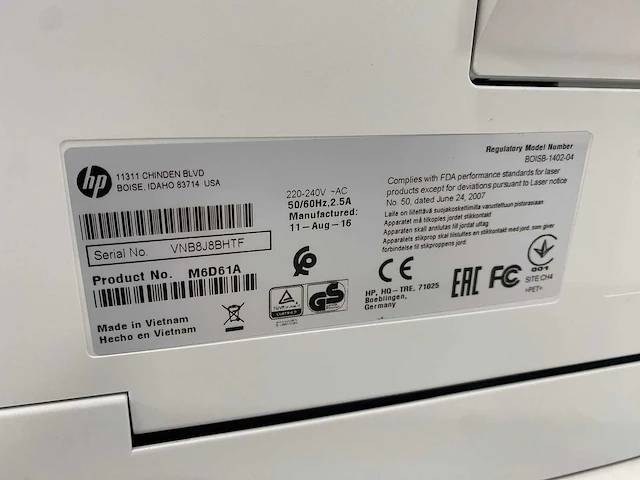 hp
11311 CHINDEN BLVD
BOISE, IDAHO 83714 USA
Serial No. VNB8J8BHTF
Product No. M6D61A
Made in Vietnam
Hecho en Vietnam
220-240V ~AC
50/60Hz, 2.5A
Manufactured:
11-Aug-16
Regulatory Model Number
BOISB-1402-04
Complies with FDA performance standards for laser
products except for deviations pursuant to Laser notice
No. 50, dated June 24, 2007
Laite on liitettävä suojakoskettimilla varustettuun pistorasiaan
Apparatet må tilkoples jordet stikkontakt
Apparaten skall anslutas till jordat uttag
Apparatets stikprop skal tilsluttes en stikkontakt med jord, som giver forbindelse
til stikproppens jord.
GS
CE
HP, HQ-TRE, 71025
Boeblingen,
Germany
EAC
FC
001
SITE:CH4
>PET<